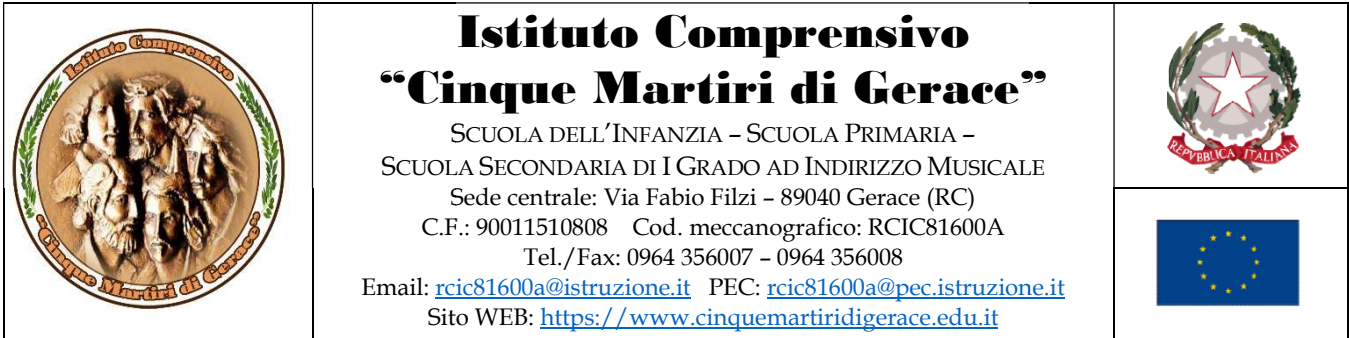 Istituto Comprensivo
"Cinque Martiri di Gerace"
Istituto Comprensivo
“Cinque Martiri di Gerace”
SCUOLA DELL’INFANZIA – SCUOLA PRIMARIA –
SCUOLA SECONDARIA DI I GRADO AD INDIRIZZO MUSICALE
Sede centrale: Via Fabio Filzi – 89040 Gerace (RC)
C.F.: 90011510808 Cod. meccanografico: RCIC81600A
Tel./Fax: 0964 356007 – 0964 356008
Email: rcic81600a@istruzione.it PEC: rcic81600a@pec.istruzione.it
Sito WEB: https://www.cinquemartiridigerace.edu.it
REPVBBLICA ITALIANA